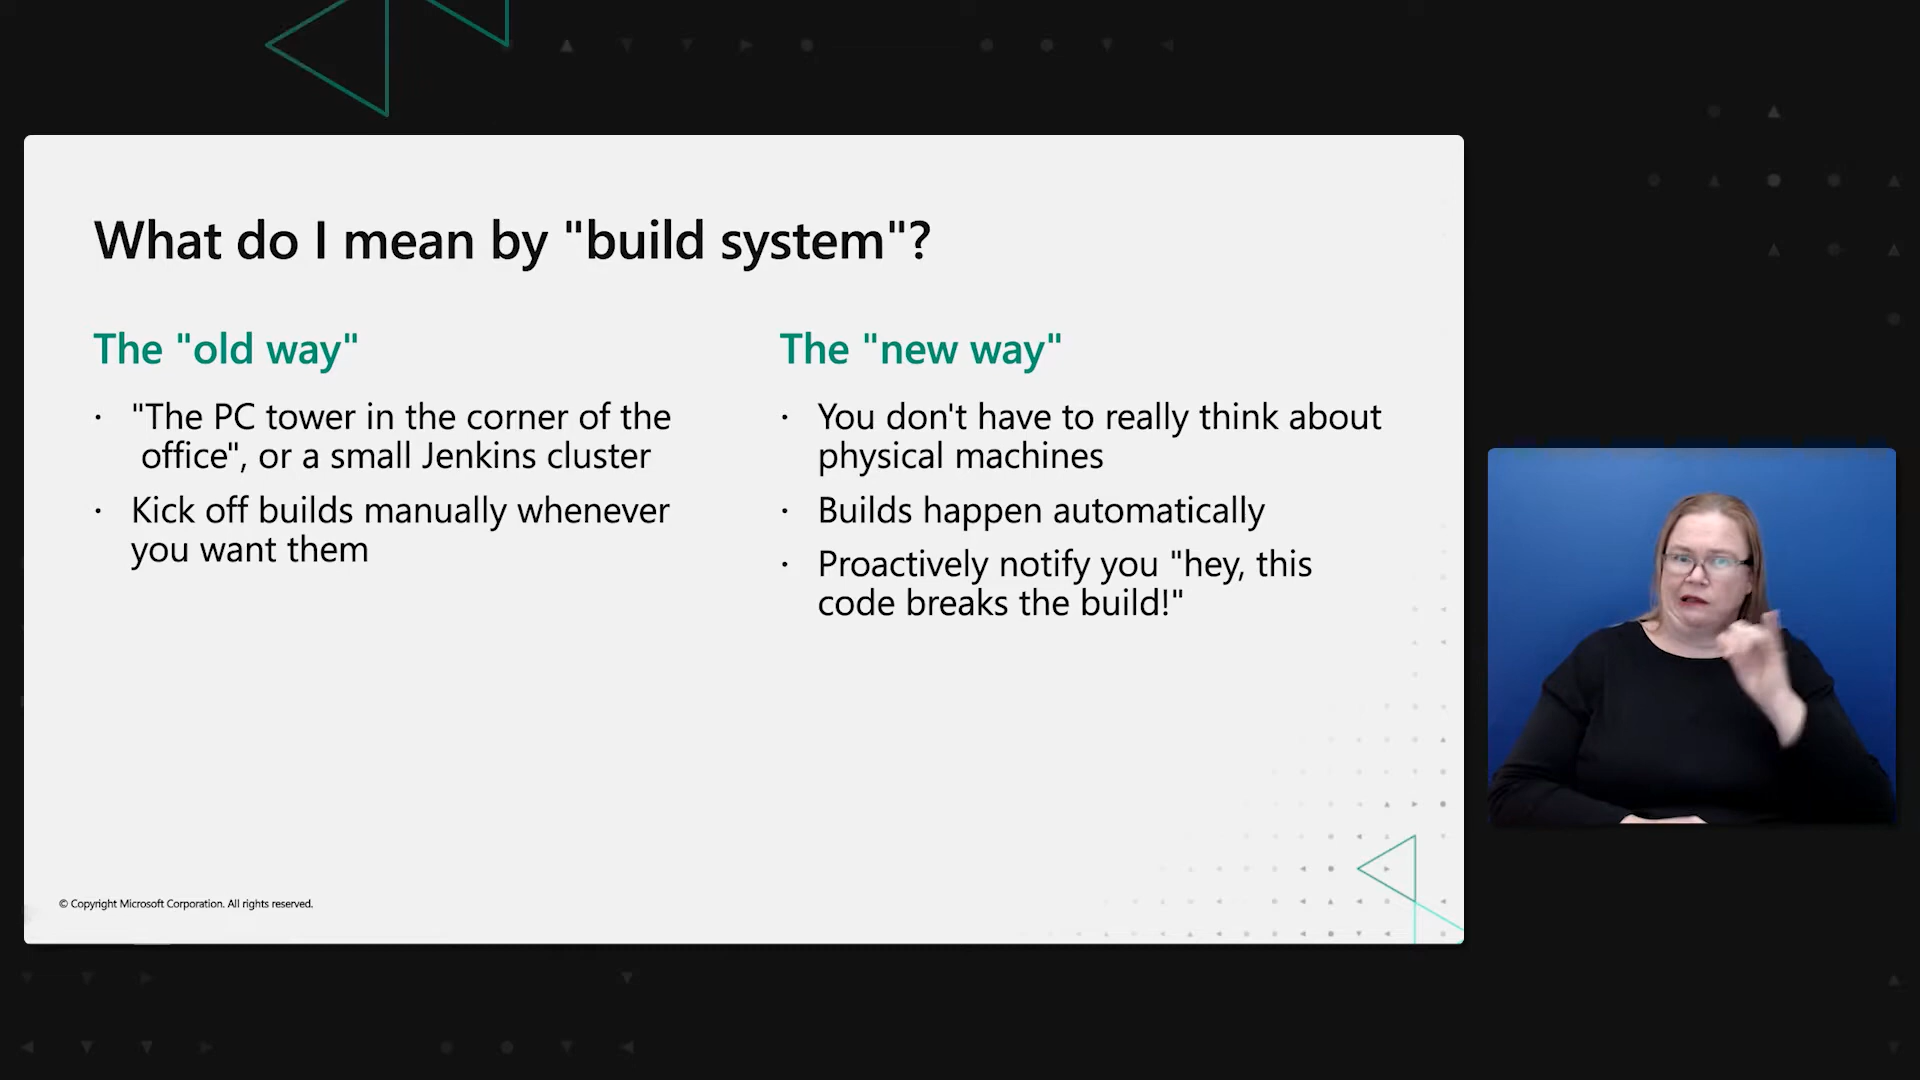 What do I mean by "build system"?
The "old way"
· "The PC tower in the corner of the
office", or a small Jenkins cluster
· Kick off builds manually whenever
you want them
The "new way"
· You don't have to really think about
physical machines
· Builds happen automatically
· Proactively notify you "hey, this
code breaks the build!"
© Copyright Microsoft Corporation. All rights reserved.